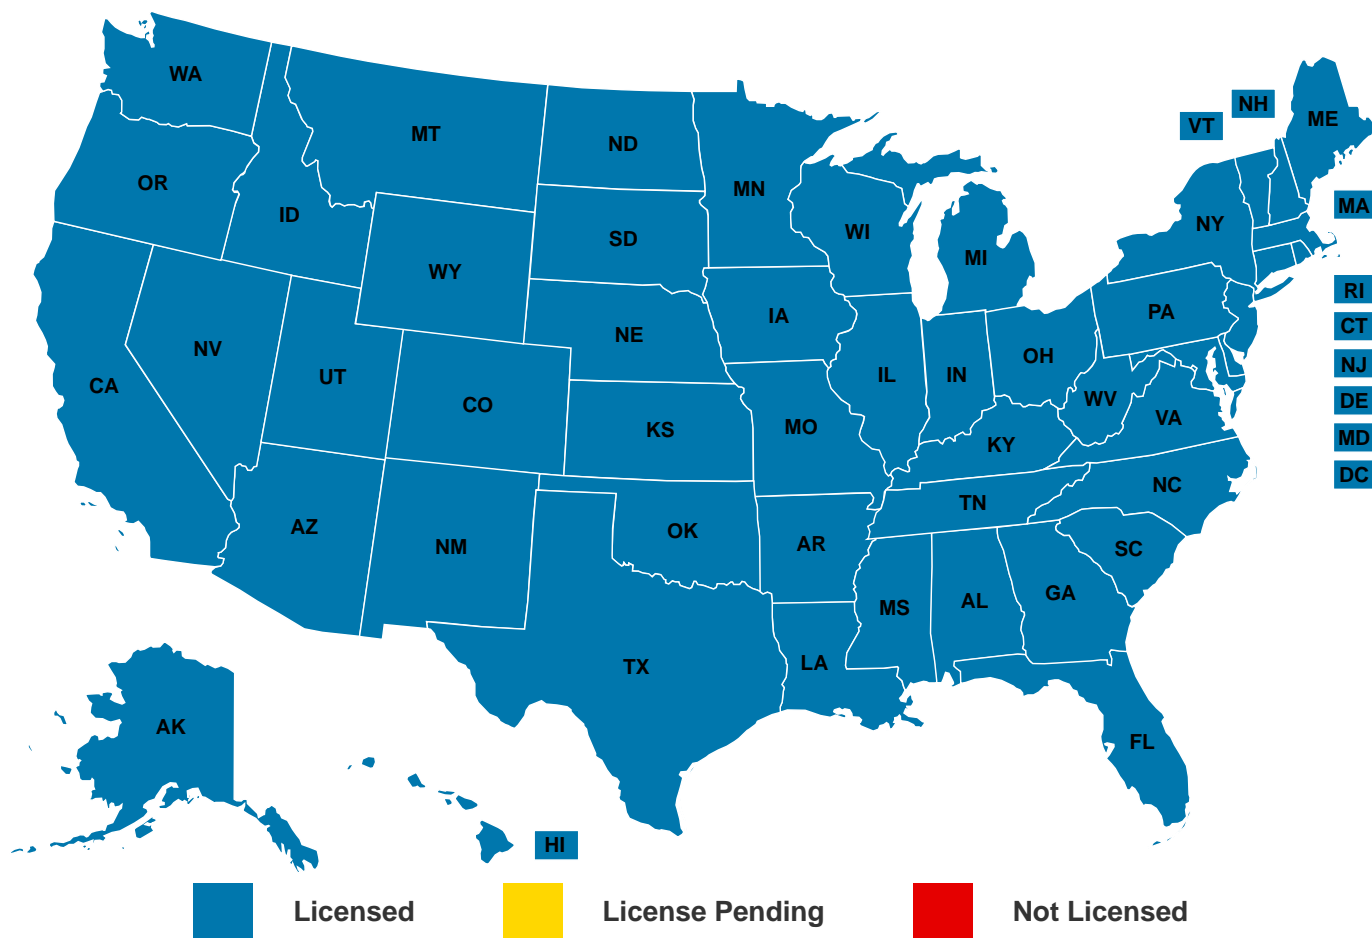 WA
MT
ND
MN
VT
NH
ME
OR
ID
SD
WI
MI
NY
MA
WY
NV
UT
CA
CO
NE
IA
IL
IN
OH
PA
RI
CT
NJ
DE
MD
DC
KS
MO
KY
WV
VA
AZ
NM
OK
AR
TN
NC
SC
MS
AL
GA
TX
LA
FL
AK
HI
Licensed
License Pending
Not Licensed